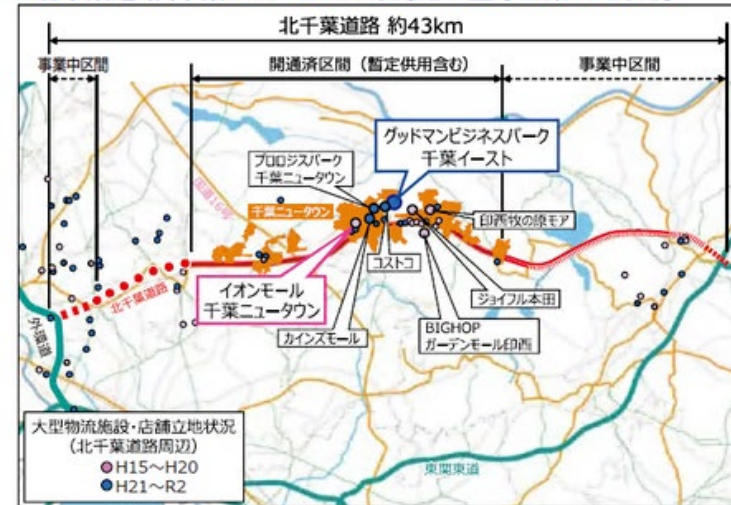 北千葉道路 約43km
事業中区間
開通済区間（暫定供用含む）
事業中区間
グッドマンビジネスパーク
千葉イースト
プロロジスパーク
千葉ニュータウン
国道16号
千葉ニュータウン
印西牧の原モア
コストコ
イオンモール
千葉ニュータウン
ジョイフル本田
北千葉道路
カインズモール
BIGHOP
ガーデンモール印西
外環道
大型物流施設・店舗立地状況
（北千葉道路周辺）
H15～H20
H21～R2
東関東道